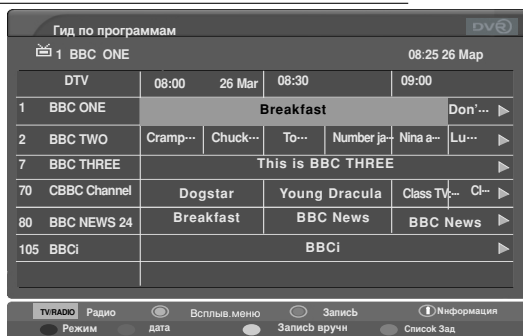 Гид по программам DVR
1 BBC ONE 08:25 26 Мар
DTV 08:00 26 Mar 08:30 09:00
1 BBC ONE Breakfast Don'···
2 BBC TWO Cramp··· Chuck··· To··· Number ja··· Nina a··· Lu···
7 BBC THREE This is BBC THREE
70 CBBC Channel Dogstar Young Dracula Class TV:··· Cl···
80 BBC NEWS 24 Breakfast BBC News BBC News
105 BBCi BBCi
TV/RADIO Радио Всплыв.меню Запись Nнформация
Режим дата Запись вручн Список Зад